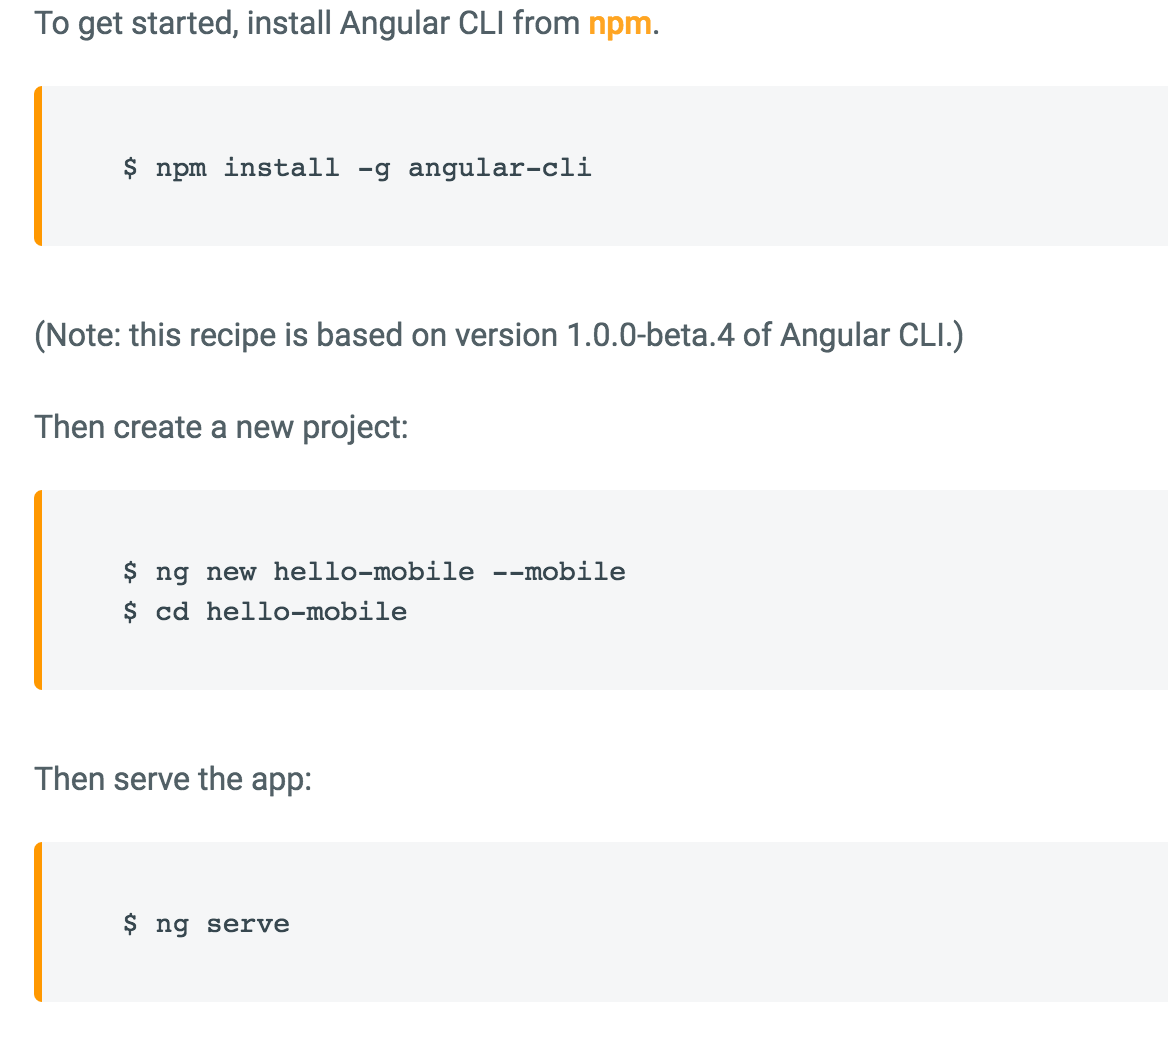 To get started, install Angular CLI from npm.
$ npm install -g angular-cli
(Note: this recipe is based on version 1.0.0-beta.4 of Angular CLI.)
Then create a new project:
$ ng new hello-mobile --mobile
$ cd hello-mobile
Then serve the app:
$ ng serve